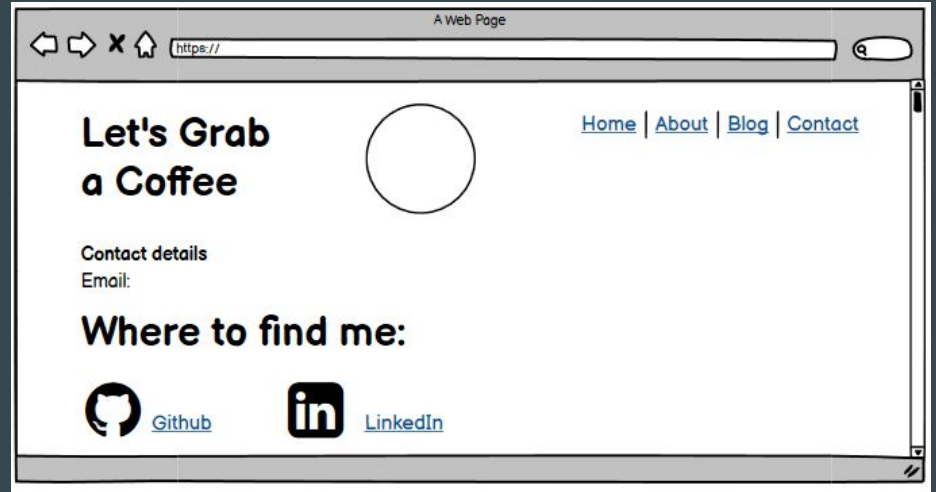 A Web Page
https://
Let's Grab
a Coffee
Home | About | Blog | Contact
Contact details
Email:
Where to find me:
Github
in LinkedIn